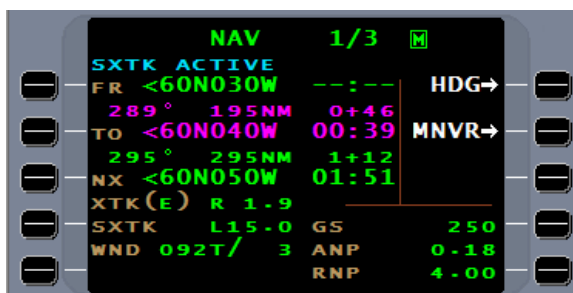 NAV 1/3 M
SXTK ACTIVE
FR <60N030W --:-- HDG→
289° 195NM 0+46
TO <60N040W 00:39 MNVR→
295° 295NM 1+12
NX <60N050W 01:51
XTK(E) R 1.9
SXTK L15.0 GS 250
WND 092T/ 3 ANP 0.18
RNP 4.00